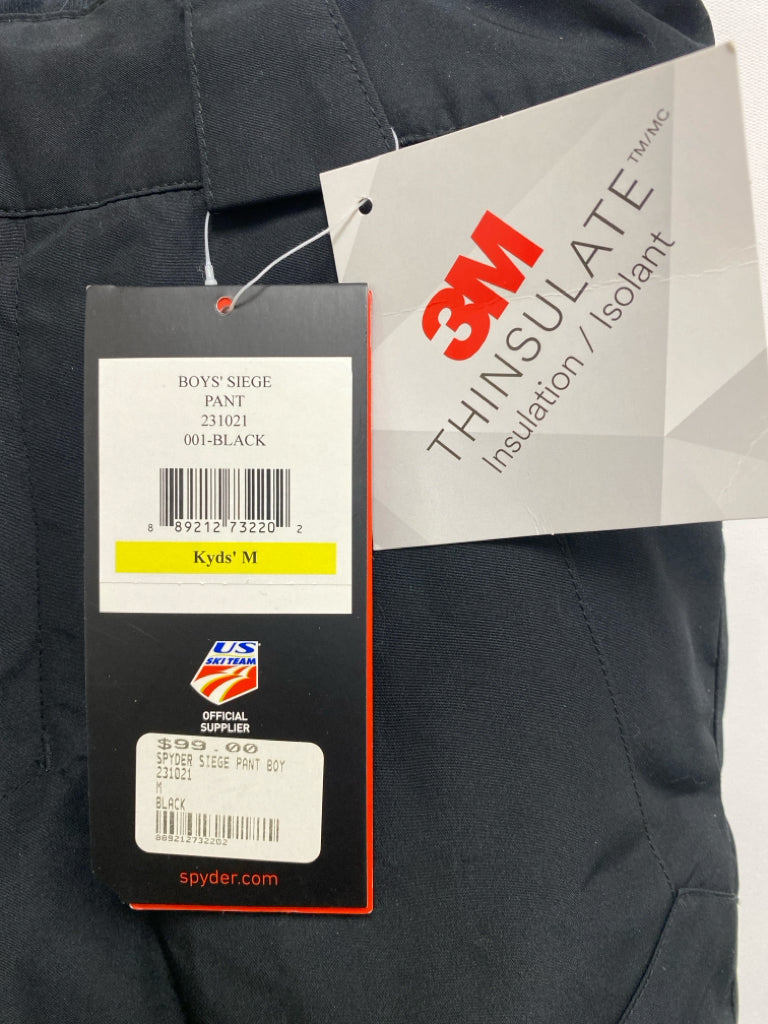 BOYS' SIEGE
PANT
231021
001-BLACK
8 89212 73220 2
Kyds' M
US
SKI TEAM
OFFICIAL
SUPPLIER
$99.00
SPYDER SIEGE PANT BOY
231021
M
BLACK
889212732202
spyder.com
3M
THINSULATE TM/MC
Insulation / Isolant